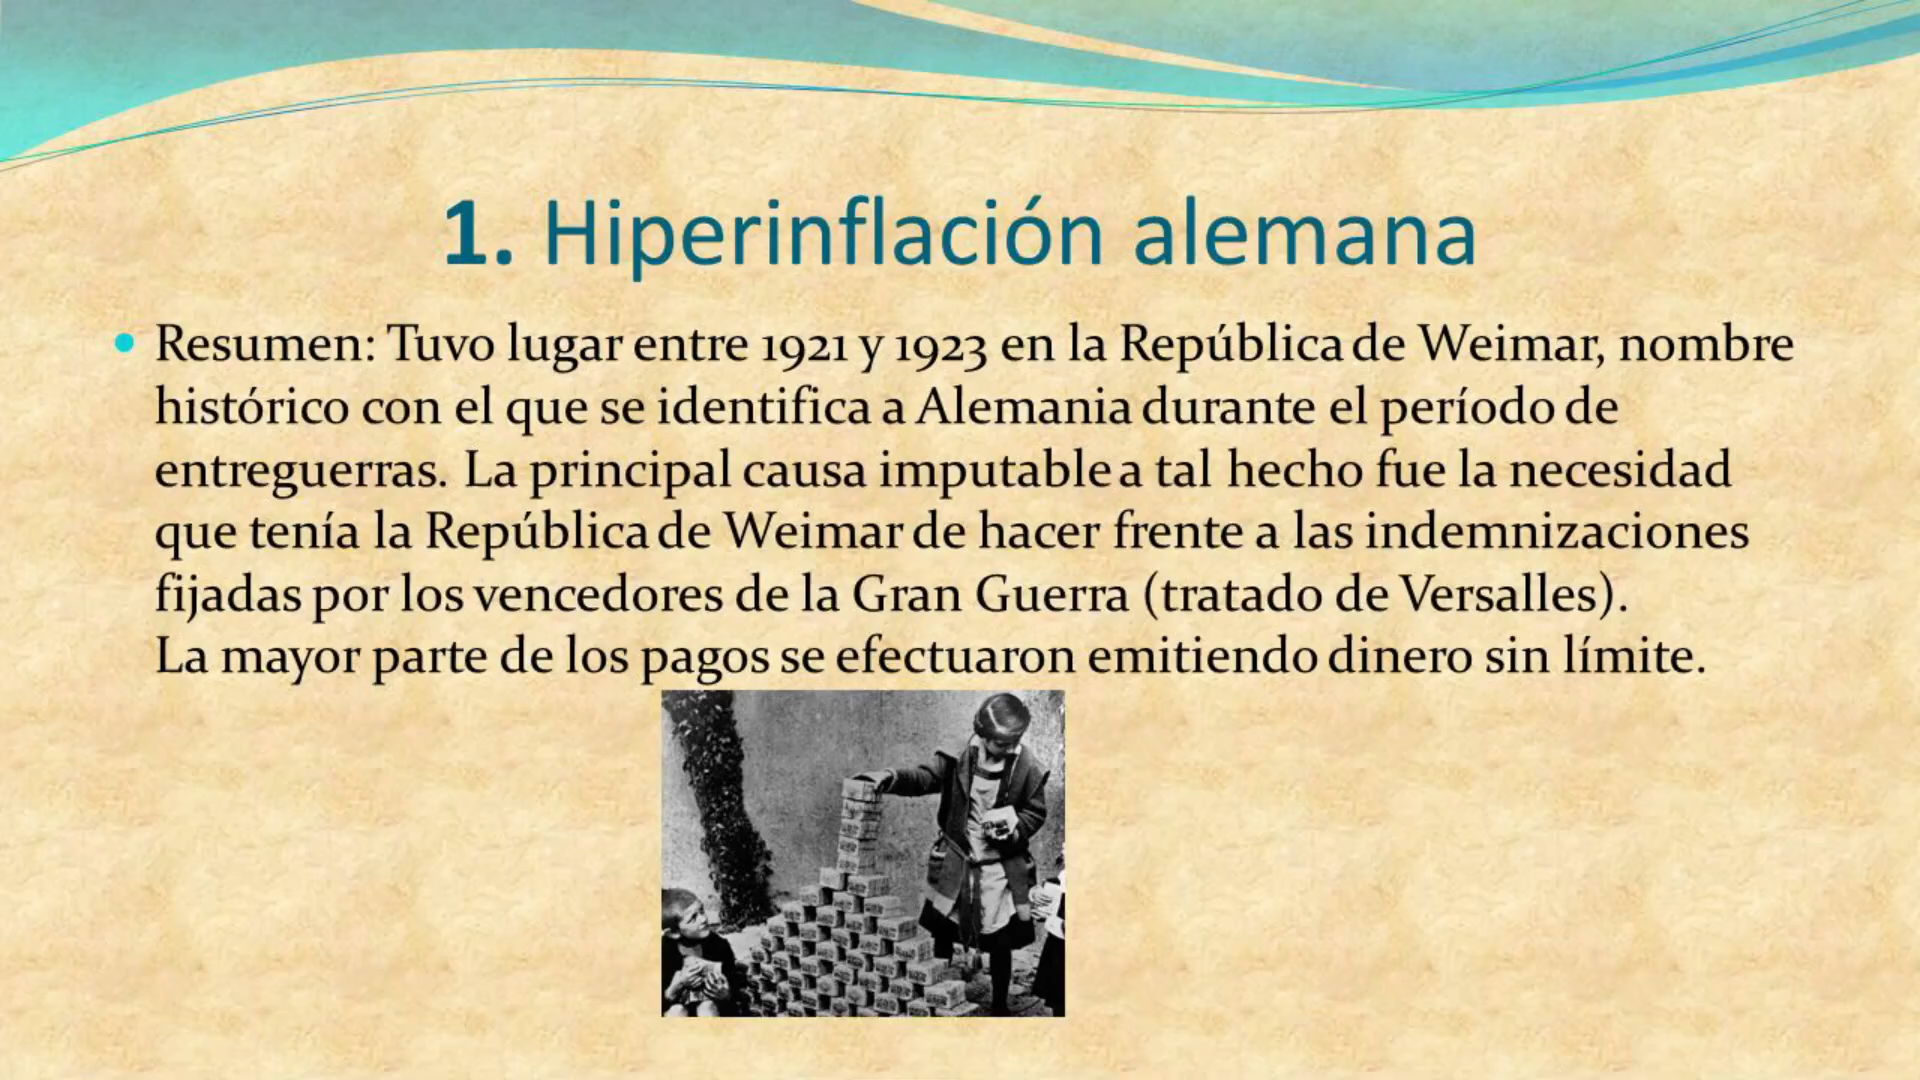 1. Hiperinflación alemana
Resumen: Tuvo lugar entre 1921 y 1923 en la República de Weimar, nombre
histórico con el que se identifica a Alemania durante el período de
entreguerras. La principal causa imputable a tal hecho fue la necesidad
que tenía la República de Weimar de hacer frente a las indemnizaciones
fijadas por los vencedores de la Gran Guerra (tratado de Versalles).
La mayor parte de los pagos se efectuaron emitiendo dinero sin límite.